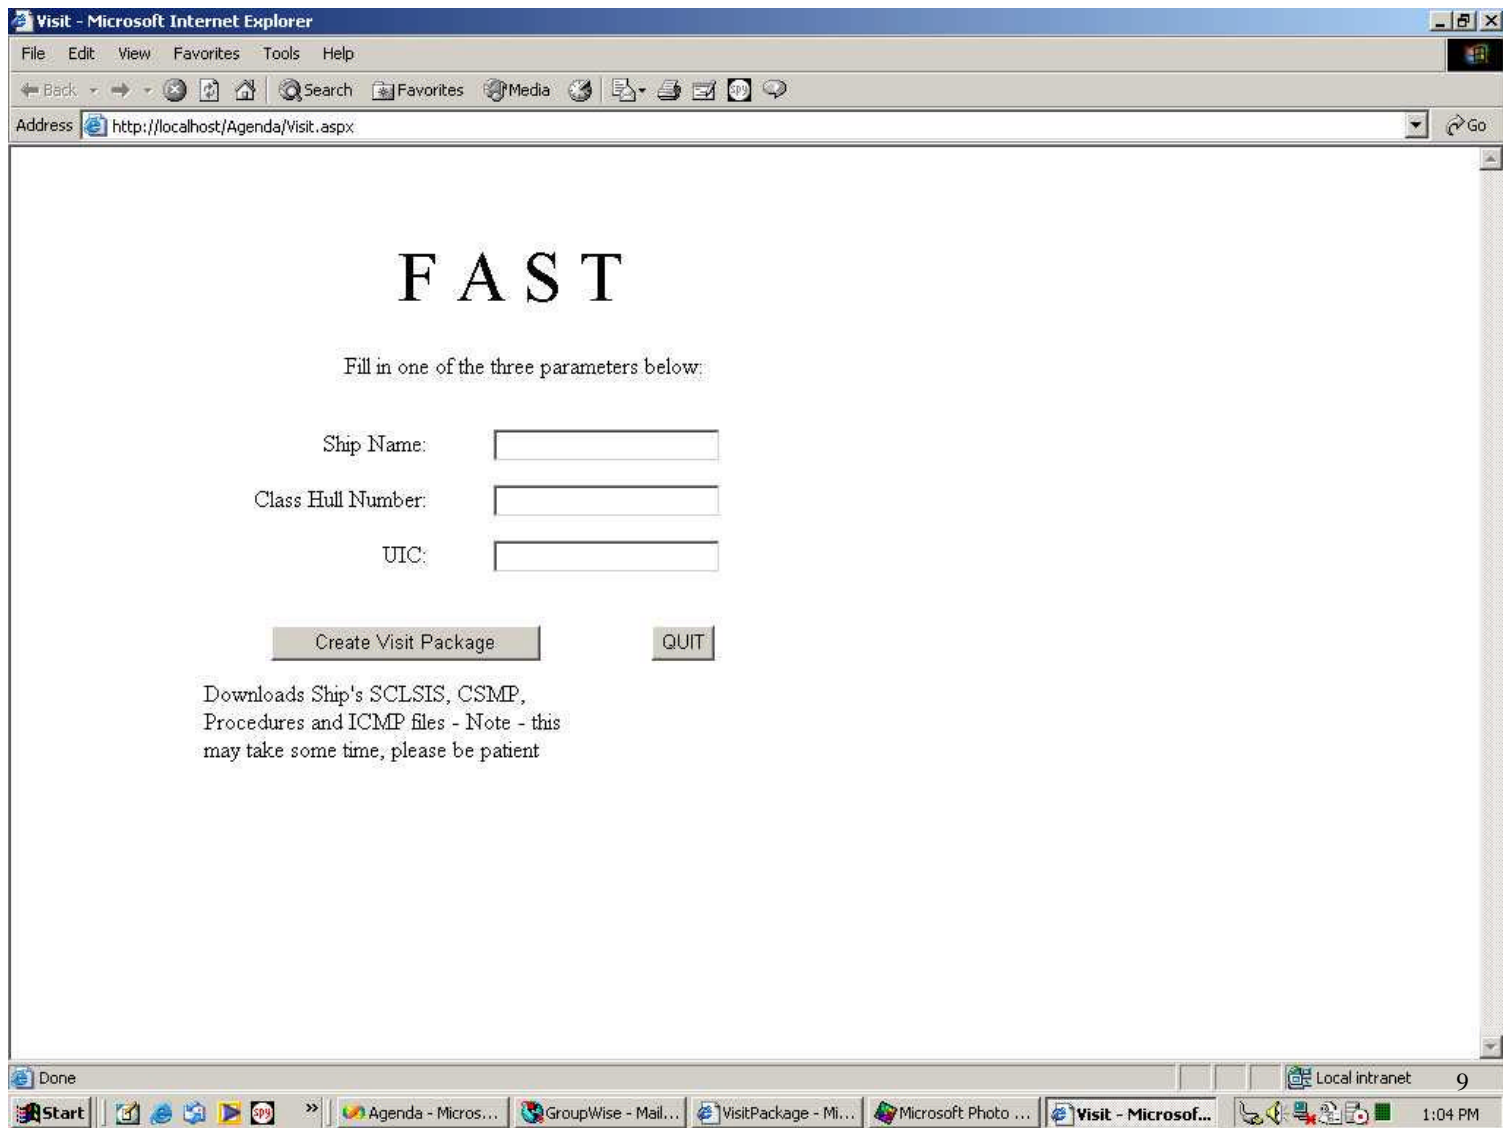 Visit - Microsoft Internet Explorer
File Edit View Favorites Tools Help
Back Search Favorites Media SPY
Address http://localhost/Agenda/Visit.aspx Go
F A S T
Fill in one of the three parameters below:
Ship Name:
Class Hull Number:
UIC:
Create Visit Package QUIT
Downloads Ship's SCLSIS, CSMP,
Procedures and ICMP files - Note - this
may take some time, please be patient
Done Local intranet 9
Start SPY » Agenda - Micros... GroupWise - Mail... VisitPackage - Mi... Microsoft Photo ... Visit - Microsof... 1:04 PM